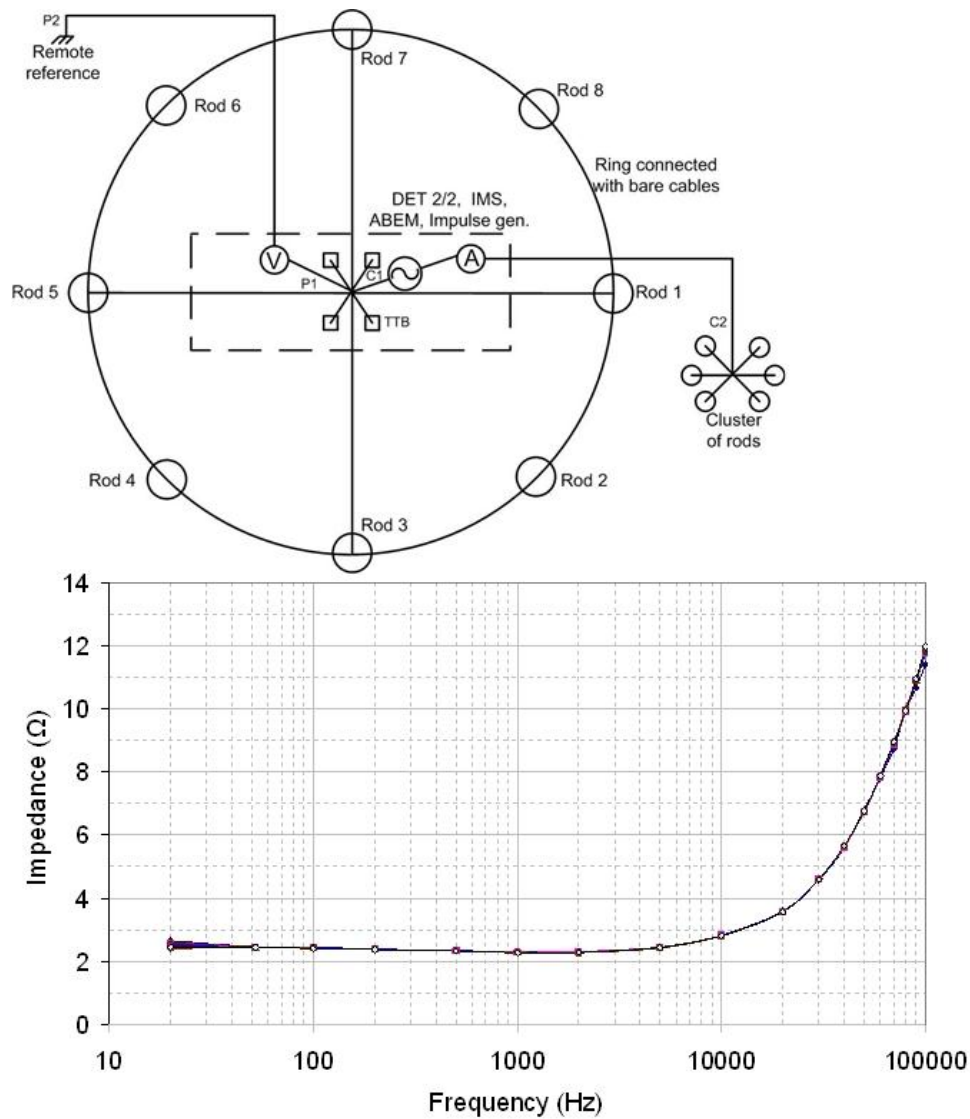 P2
Remote
reference
Rod 7
Rod 6
Rod 8
Ring connected
with bare cables
DET 2/2, IMS,
ABEM, Impulse gen.
V
C1
A
P1
Rod 5
Rod 1
TTB
C2
Cluster
of rods
Rod 4
Rod 2
Rod 3
14
12
10
8
6
4
2
0
Impedance (Ω)
10
100
1000
10000
100000
Frequency (Hz)